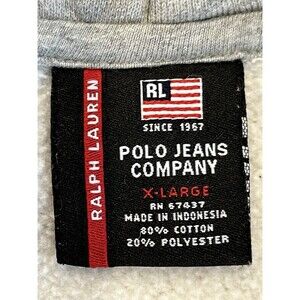 RALPH LAUREN
RL
SINCE 1967
POLO JEANS
COMPANY
X-LARGE
RN 67437
MADE IN INDONESIA
80% COTTON
20% POLYESTER